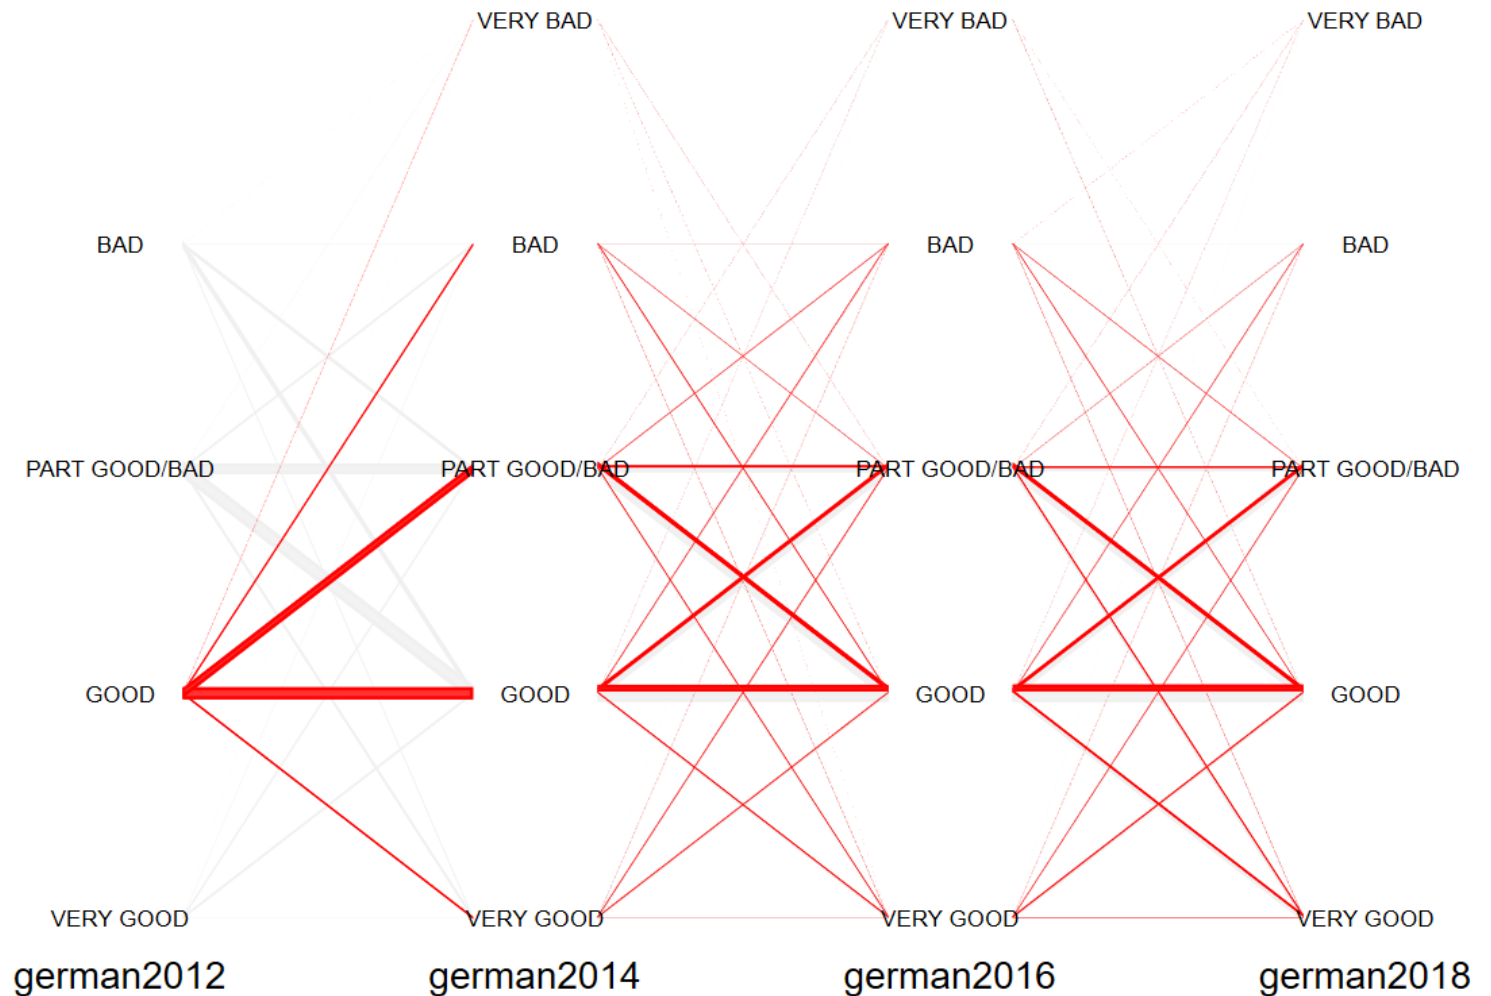 VERY BAD VERY BAD VERY BAD
BAD BAD BAD BAD
PART GOOD/BAD PART GOOD/BAD PART GOOD/BAD PART GOOD/BAD
GOOD GOOD GOOD GOOD
VERY GOOD VERY GOOD VERY GOOD VERY GOOD
german2012 german2014 german2016 german2018